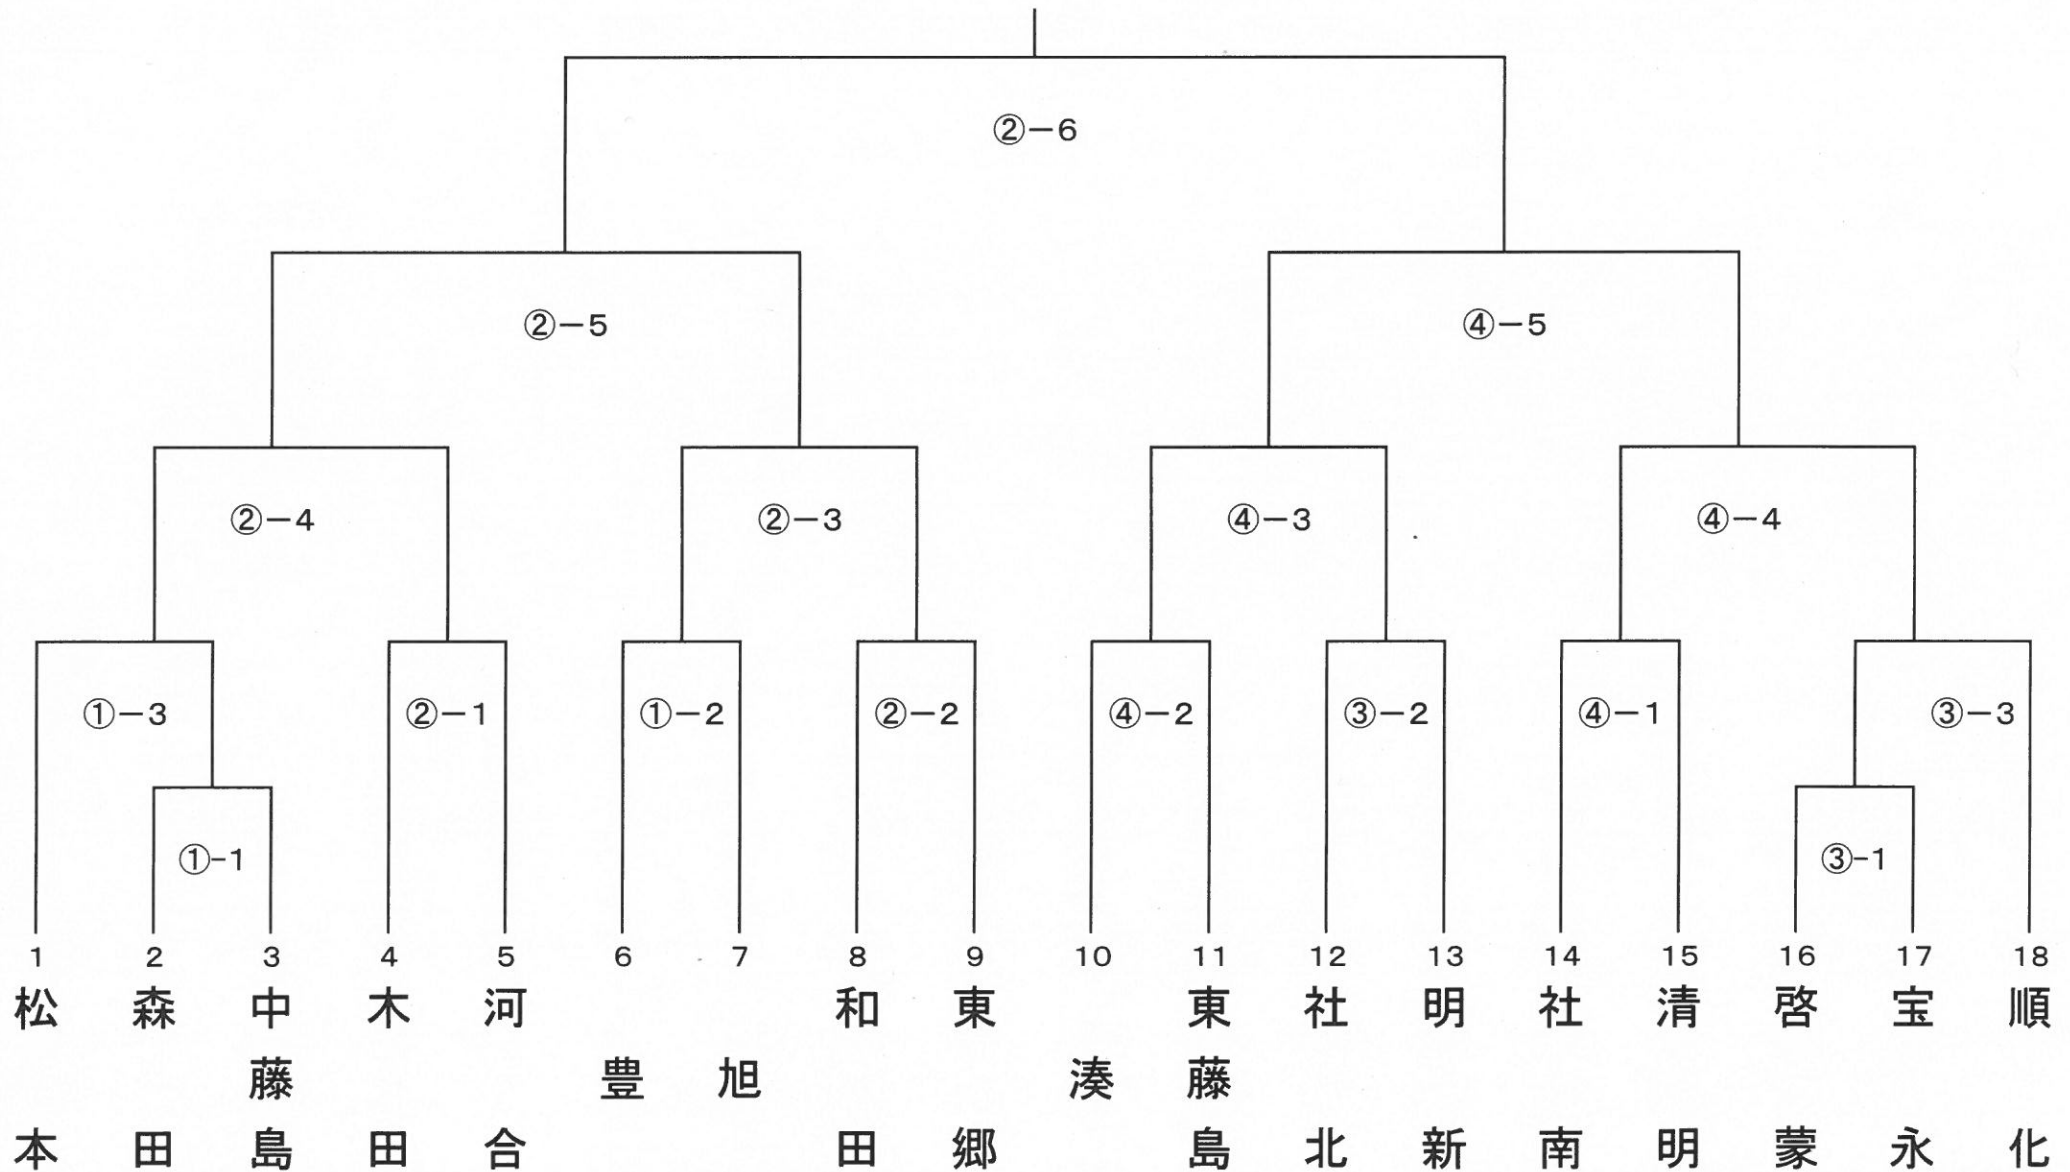 ②－6
②－5
④－5
②－4
②－3
④－3
④－4
①－3
②－1
①－2
②－2
④－2
③－2
④－1
③－3
①-1
③-1
1 2 3 4 5 6 7 8 9 10 11 12 13 14 15 16 17 18
松本
森田
中藤島
木田
河合
豊
旭
和田
東郷
湊
東藤島
社北
明新
社南
清明
啓蒙
宝永
順化